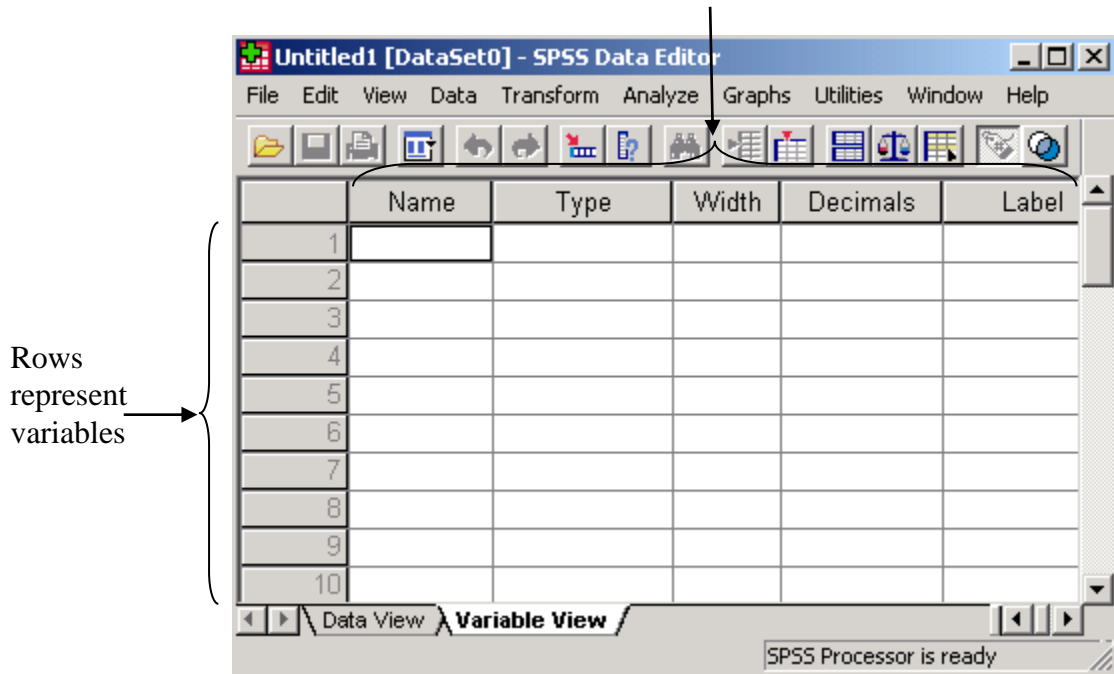 Untitled1 [DataSet0] - SPSS Data Editor
File Edit View Data Transform Analyze Graphs Utilities Window Help
Name Type Width Decimals Label
1
2
3
4
5
6
7
8
9
10
Rows
represent
variables
Data View Variable View
SPSS Processor is ready